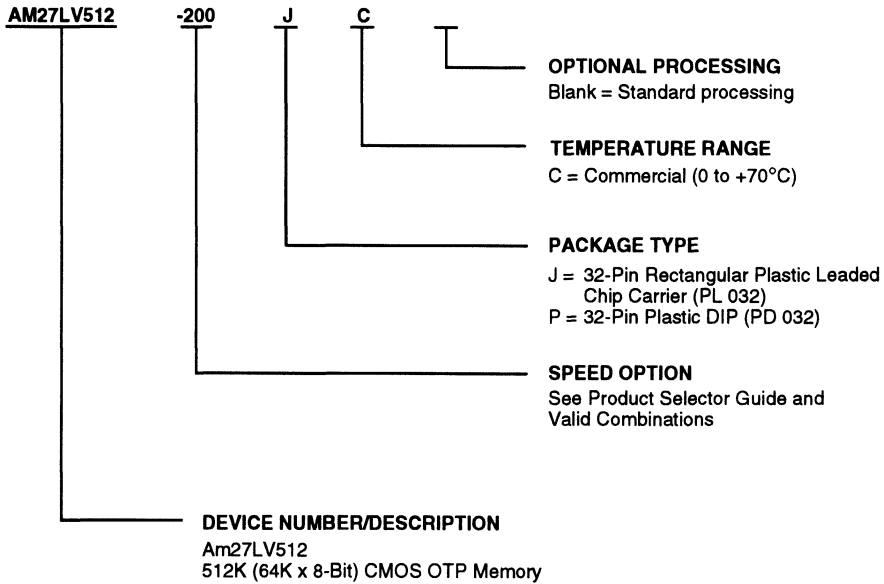 AM27LV512 -200 J C
OPTIONAL PROCESSING
Blank = Standard processing
TEMPERATURE RANGE
C = Commercial (0 to +70°C)
PACKAGE TYPE
J = 32-Pin Rectangular Plastic Leaded
Chip Carrier (PL 032)
P = 32-Pin Plastic DIP (PD 032)
SPEED OPTION
See Product Selector Guide and
Valid Combinations
DEVICE NUMBER/DESCRIPTION
Am27LV512
512K (64K x 8-Bit) CMOS OTP Memory